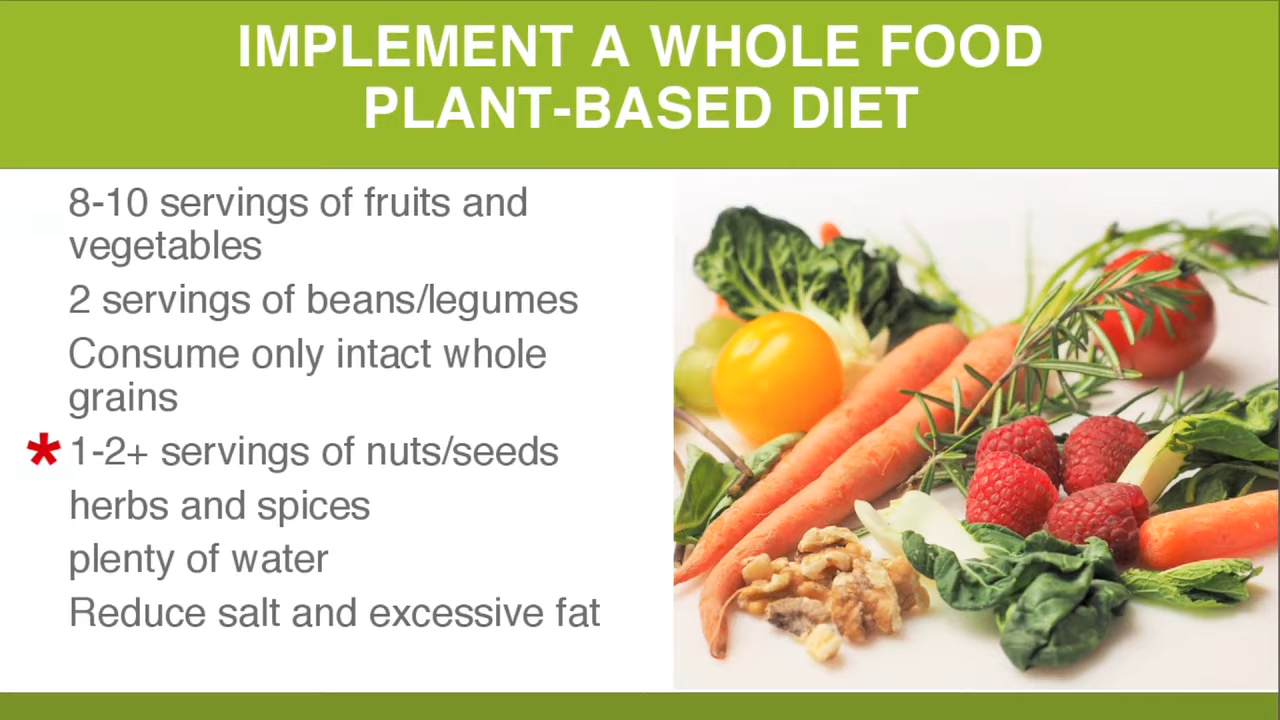 IMPLEMENT A WHOLE FOOD
PLANT-BASED DIET
8-10 servings of fruits and
vegetables
2 servings of beans/legumes
Consume only intact whole
grains
* 1-2+ servings of nuts/seeds
herbs and spices
plenty of water
Reduce salt and excessive fat